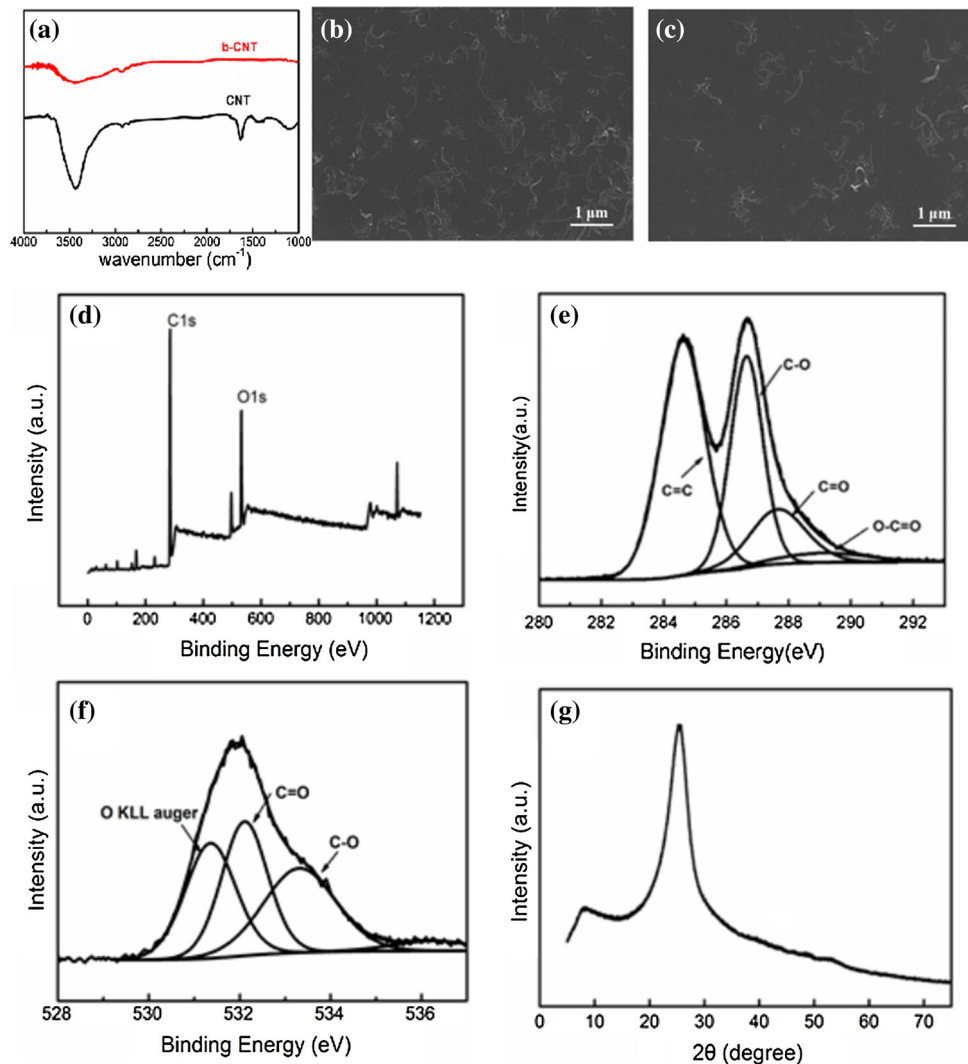 (a)
b-CNT
CNT
4000 3500 3000 2500 2000 1500 1000
wavenumber (cm⁻¹)
(b)
1 µm
(c)
1 µm
(d)
C1s
O1s
Intensity (a.u.)
0 200 400 600 800 1000 1200
Binding Energy (eV)
(e)
C-O
C=C
C=O
O-C=O
Intensity(a.u.)
280 282 284 286 288 290 292
Binding Energy(eV)
(f)
O KLL auger
C=O
C-O
Intensity (a.u.)
528 530 532 534 536
Binding Energy (eV)
(g)
Intensity (a.u.)
0 10 20 30 40 50 60 70
2θ (degree)